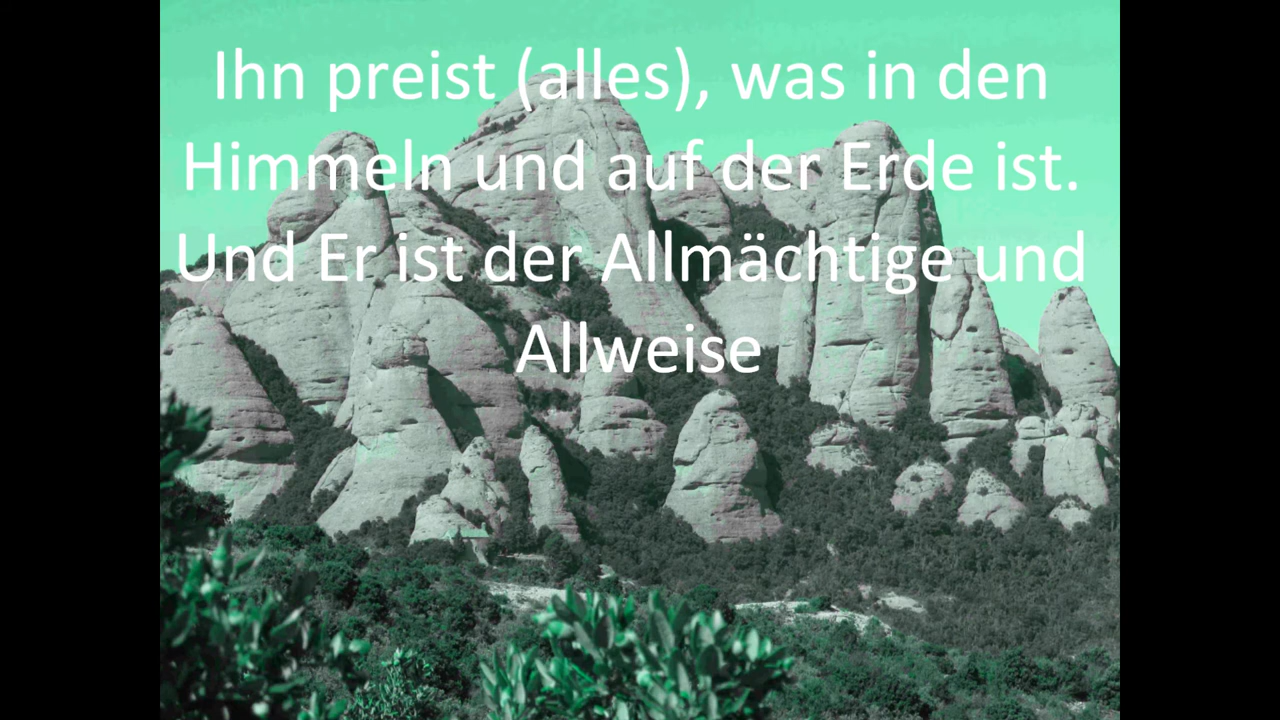 Ihn preist (alles), was in den
Himmeln und auf der Erde ist.
Und Er ist der Allmächtige und
Allweise